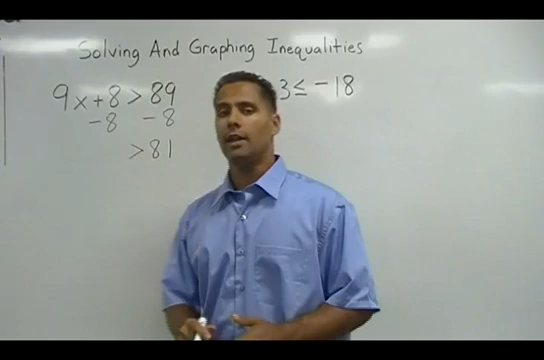 Solving And Graphing Inequalities
9x+8>89
-8 -8
>81
3≤-18